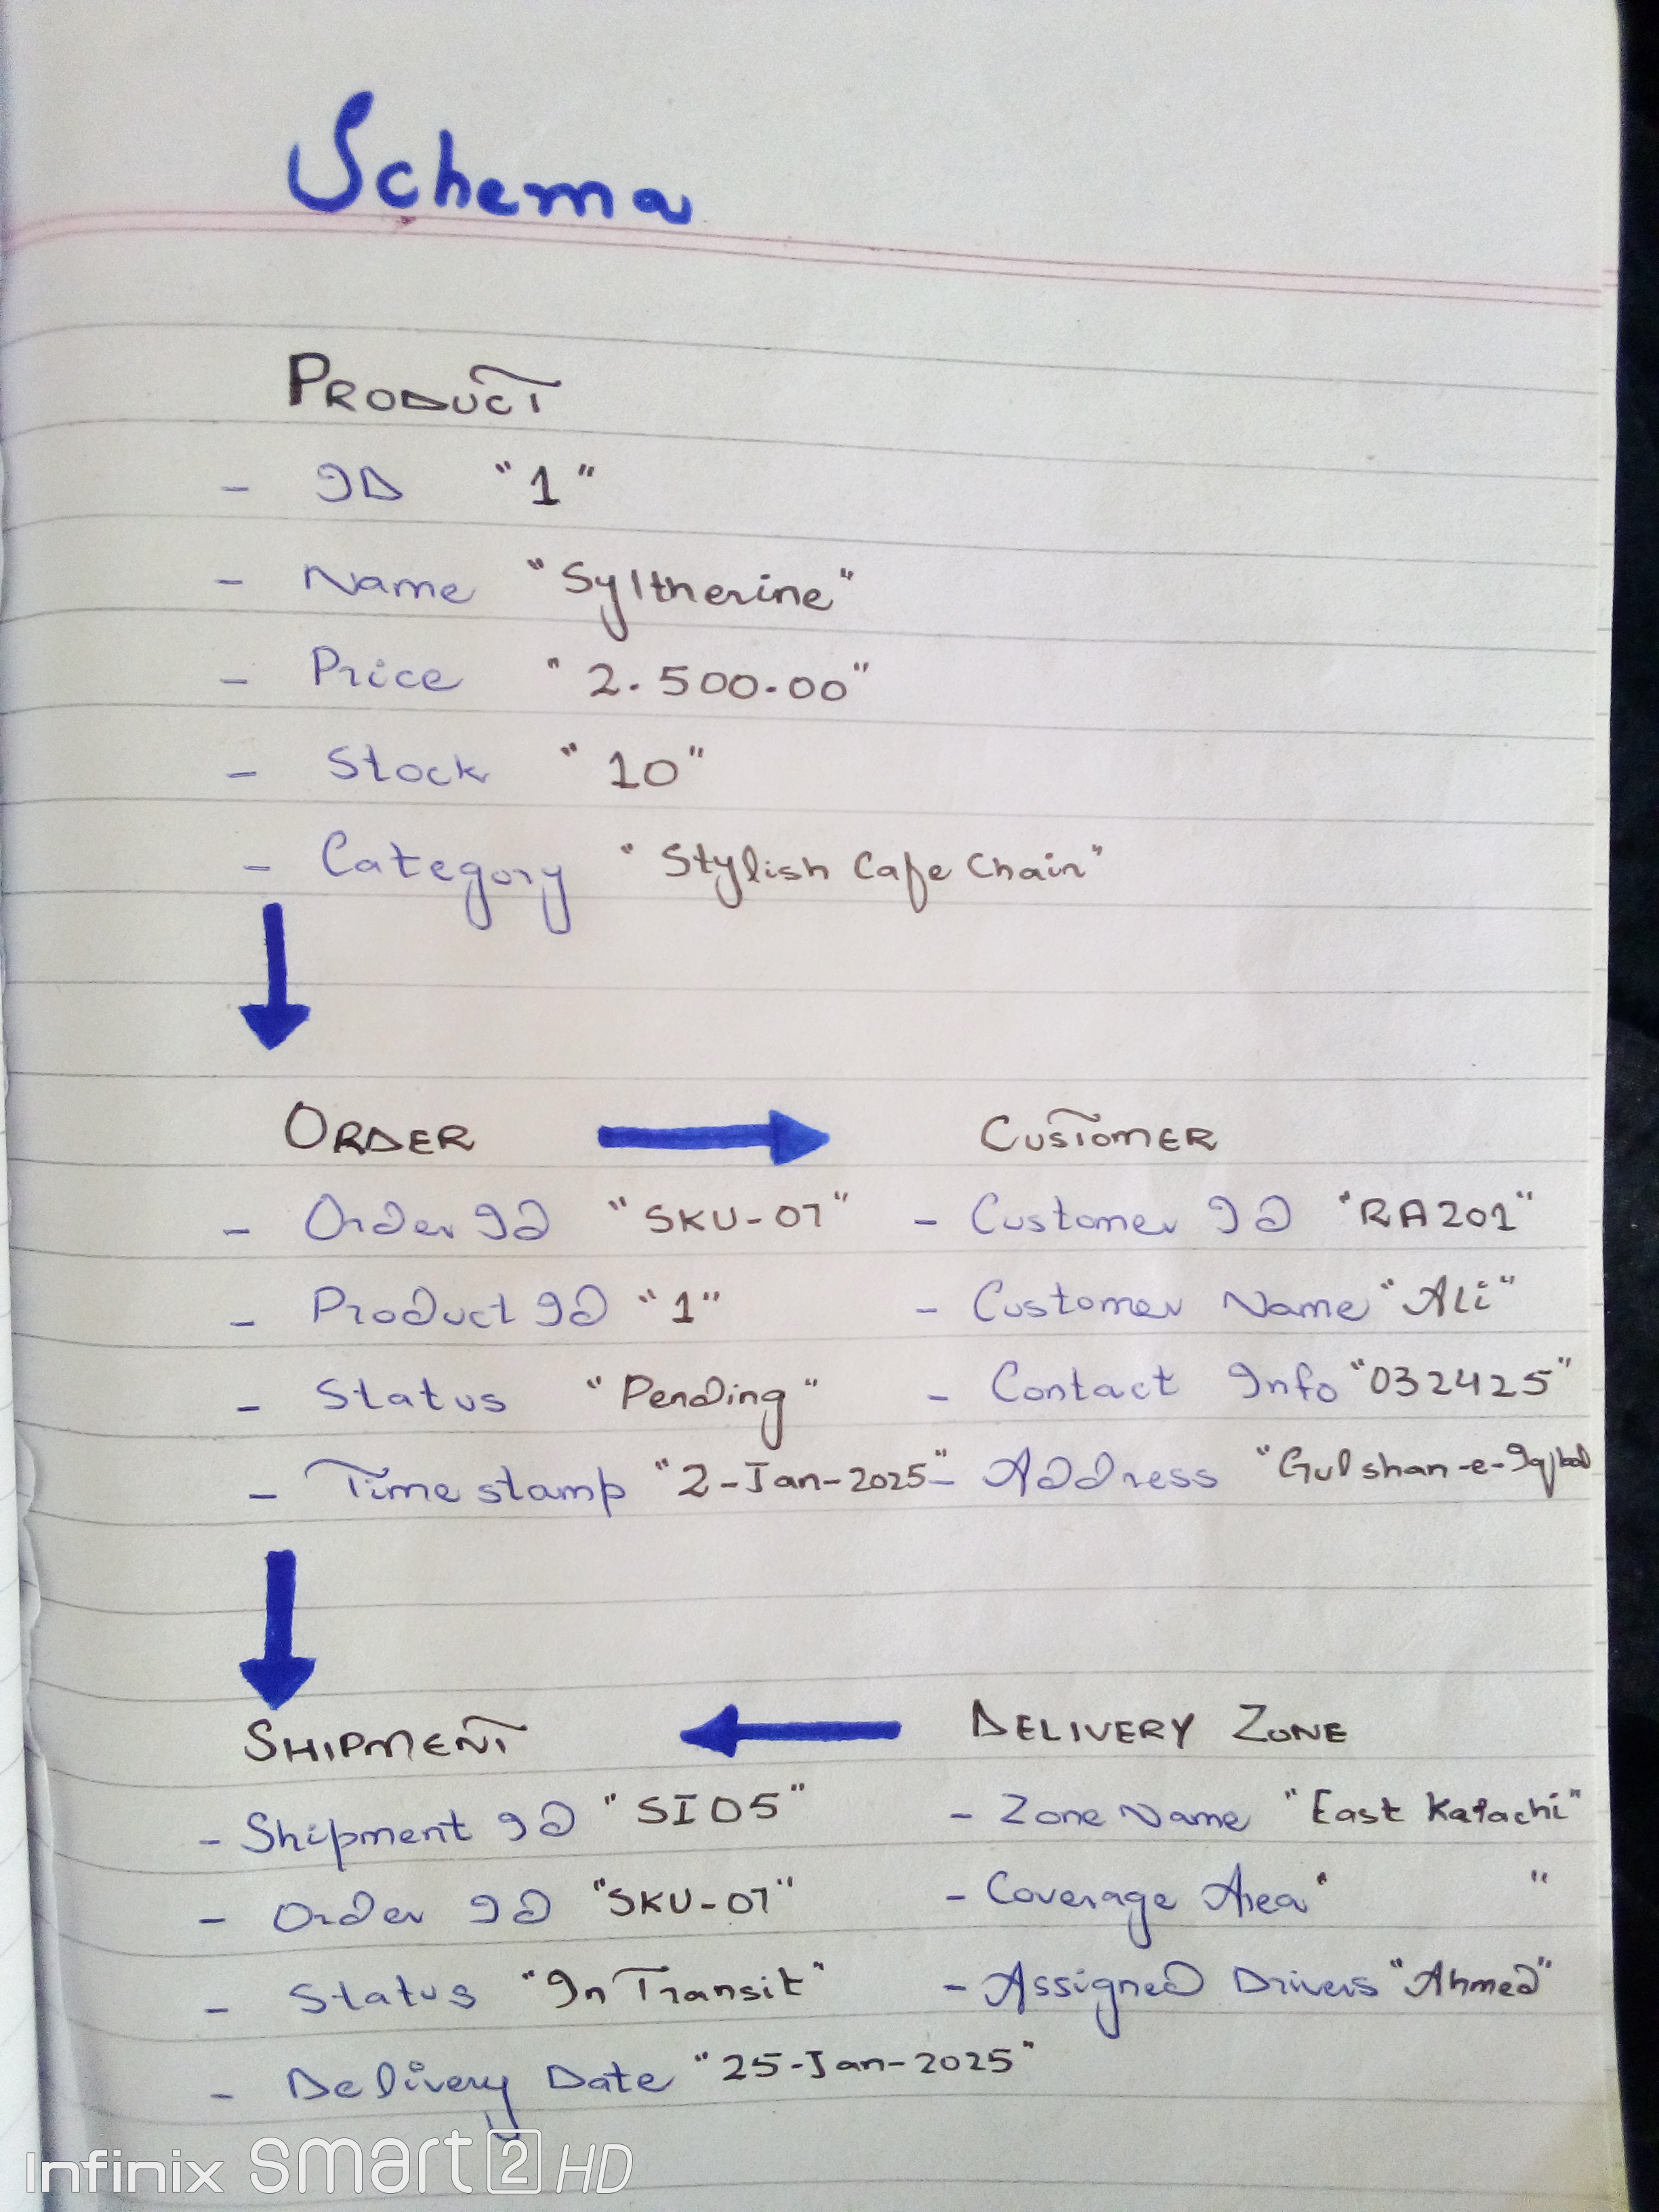 Schema
PRODUCT
- ID "1"
- Name "Syltherine"
- Price "2.500.00"
- Stock "10"
- Category "Stylish Cafe Chair"
ORDER
- Order ID "SKU-07"
- Product ID "1"
- Status "Pending"
- Time stamp "2-Jan-2025"
CUSTOMER
- Customer ID "RA201"
- Customer Name "Ali"
- Contact Info "032425"
- Address "Gulshan-e-Iqbal
SHIPMENT
- Shipment ID "SI05"
- Order ID "SKU-07"
- Status "In Transit"
- Delivery Date "25-Jan-2025"
DELIVERY ZONE
- Zone Name "East Karachi"
- Coverage Area " "
- Assigned Drivers "Ahmed"
Infinix smart 2 HD